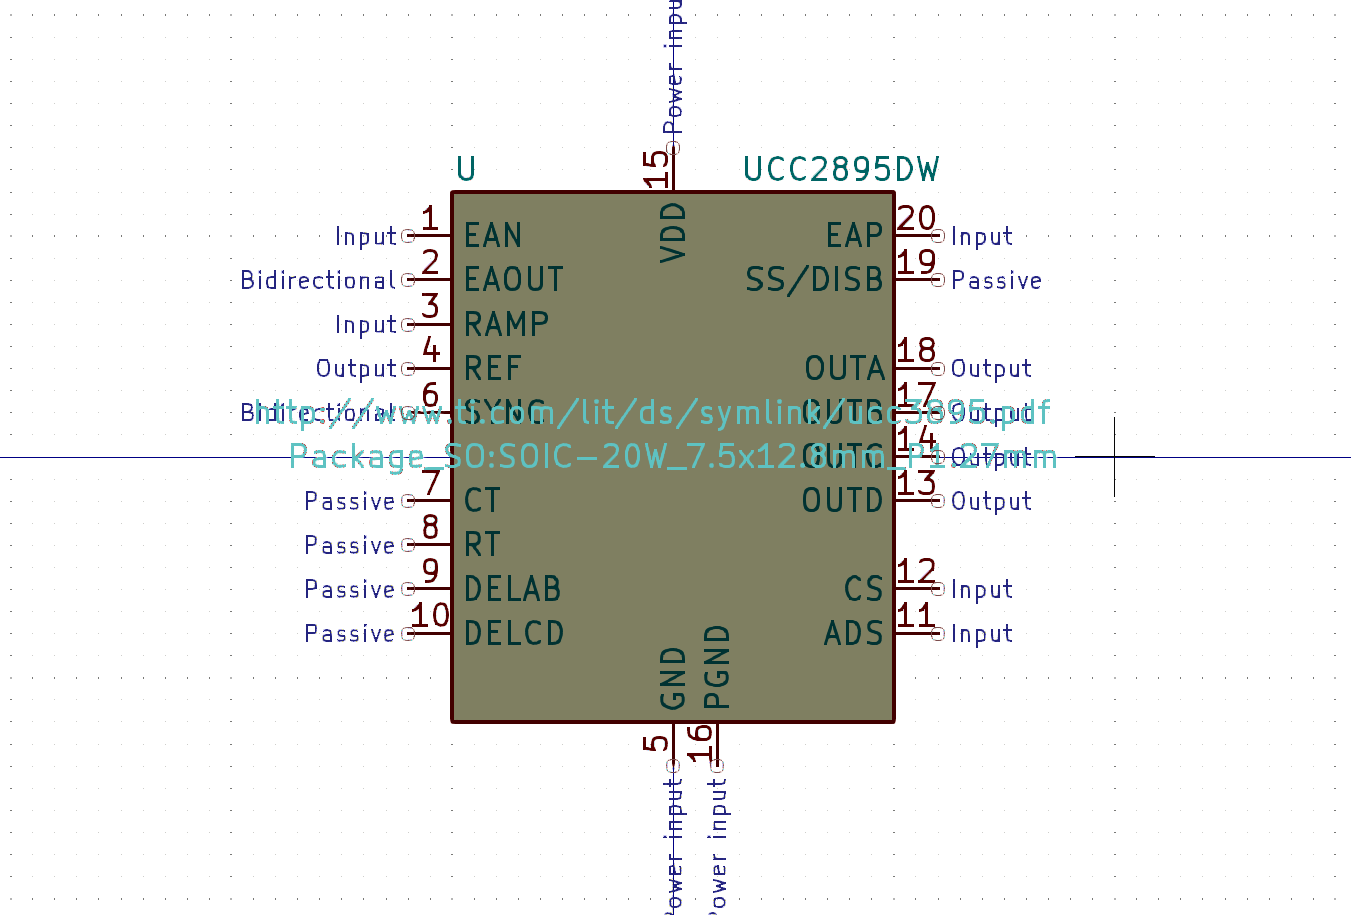 Power input
15
U
UCC2895DW
VDD
Input 1 EAN
Bidirectional 2 EAOUT
Input 3 RAMP
Output 4 REF
Bidirectional 6 SYNC
Passive 7 CT
Passive 8 RT
Passive 9 DELAB
Passive 10 DELCD
EAP 20 Input
SS/DISB 19 Passive
OUTA 18 Output
OUTB 17 Output
OUTC 14 Output
OUTD 13 Output
CS 12 Input
ADS 11 Input
http://www.ti.com/lit/ds/symlink/ucc3895.pdf
Package_SO:SOIC-20W_7.5x12.8mm_P1.27mm
GND
PGND
5
16
Power input
Power input